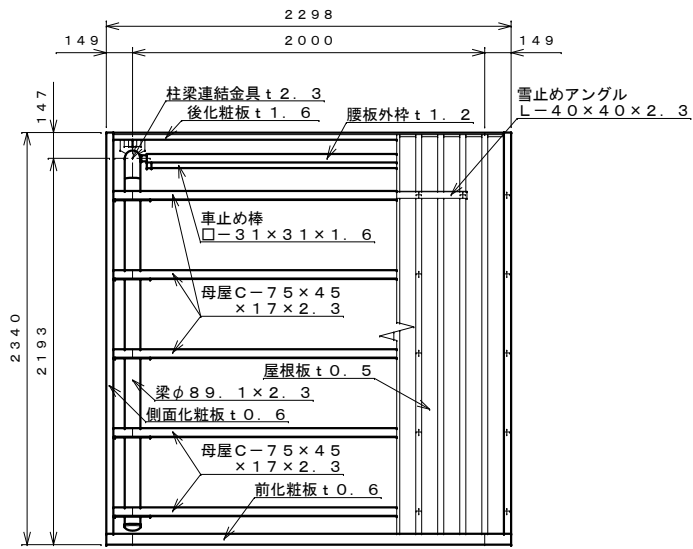 2298
149
2000
149
147
柱梁連結金具ｔ２．３
後化粧板ｔ１．６
腰板外枠ｔ１．２
雪止めアングル
Ｌ－４０×４０×２．３
車止め棒
□－３１×３１×１．６
母屋Ｃ－７５×４５
×１７×２．３
2340
2193
屋根板ｔ０．５
梁φ８９．１×２．３
側面化粧板ｔ０．６
母屋Ｃ－７５×４５
×１７×２．３
前化粧板ｔ０．６